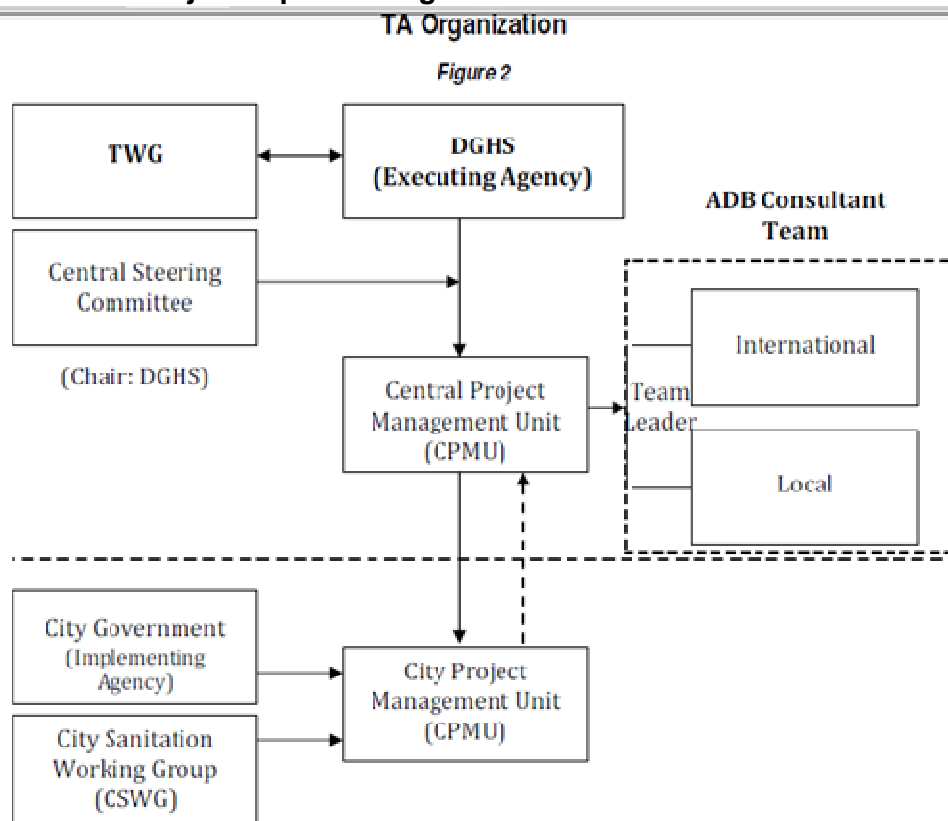 TA Organization
Figure 2
TWG
DGHS
(Executing Agency)
ADB Consultant
Team
Central Steering
Committee
(Chair: DGHS)
International
Central Project
Management Unit
(CPMU)
Team
Leader
Local
City Government
(Implementing
Agency)
City Project
Management Unit
(CPMU)
City Sanitation
Working Group
(CSWG)